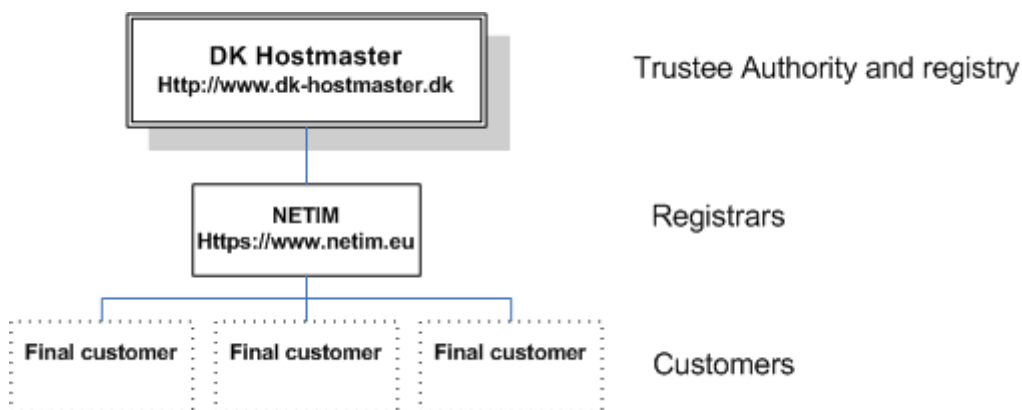 DK Hostmaster
Http://www.dk-hostmaster.dk
Trustee Authority and registry
NETIM
Https://www.netim.eu
Registrars
Final customer
Final customer
Final customer
Customers